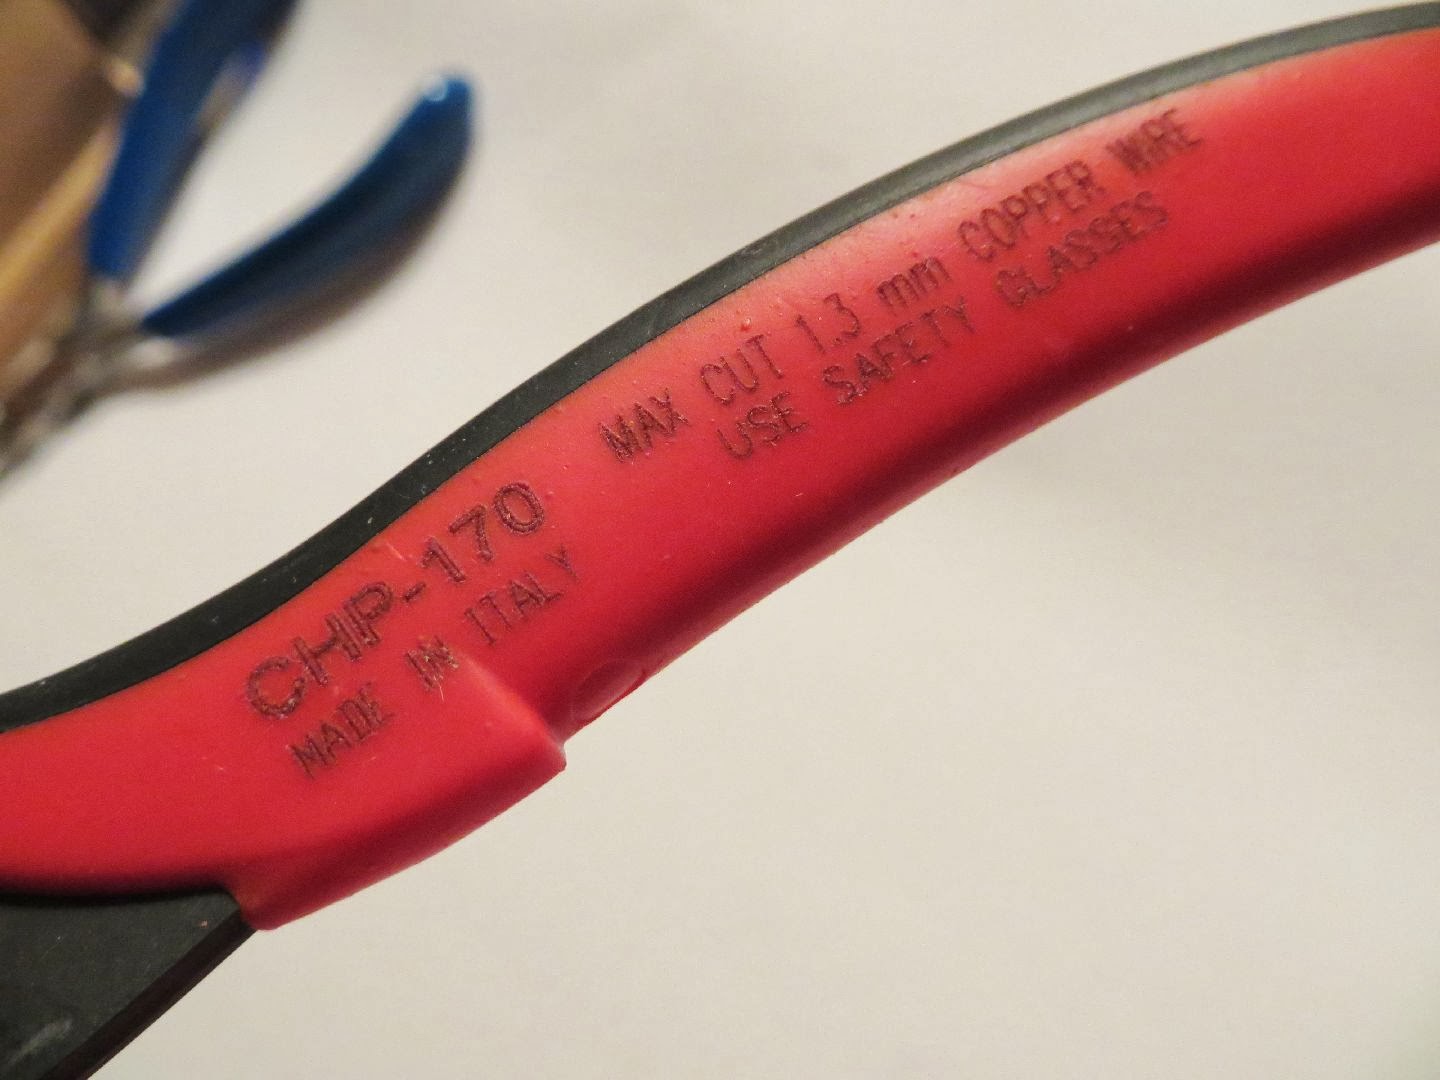 CHP-170
MADE IN ITALY
MAX CUT 1.3 mm COPPER WIRE
USE SAFETY GLASSES